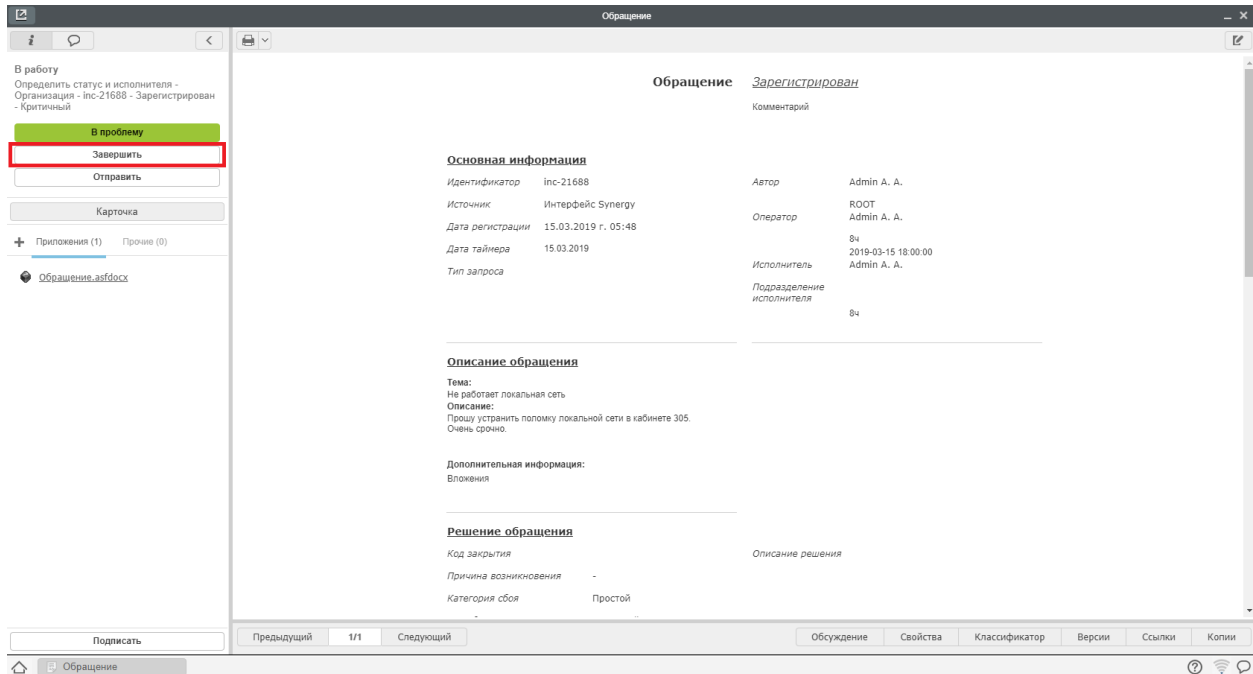 Обращение
В работу
Определить статус и исполнителя -
Организация - inc-21688 - Зарегистрирован
- Критичный
В проблему
Завершить
Отправить
Карточка
Приложения (1) Прочие (0)
Обращение.asfdocx
Подписать
Обращение Зарегистрирован
Комментарий
Основная информация
Идентификатор inc-21688
Источник Интерфейс Synergy
Дата регистрации 15.03.2019 г. 05:48
Дата таймера 15.03.2019
Тип запроса
Автор Admin A. A.
ROOT
Оператор Admin A. A.
8ч
2019-03-15 18:00:00
Исполнитель Admin A. A.
Подразделение
исполнителя
8ч
Описание обращения
Тема:
Не работает локальная сеть
Описание:
Прошу устранить поломку локальной сети в кабинете 305.
Очень срочно.
Дополнительная информация:
Вложения
Решение обращения
Код закрытия Описание решения
Причина возникновения -
Категория сбоя Простой
Предыдущий 1/1 Следующий Обсуждение Свойства Классификатор Версии Ссылки Копии
Обращение